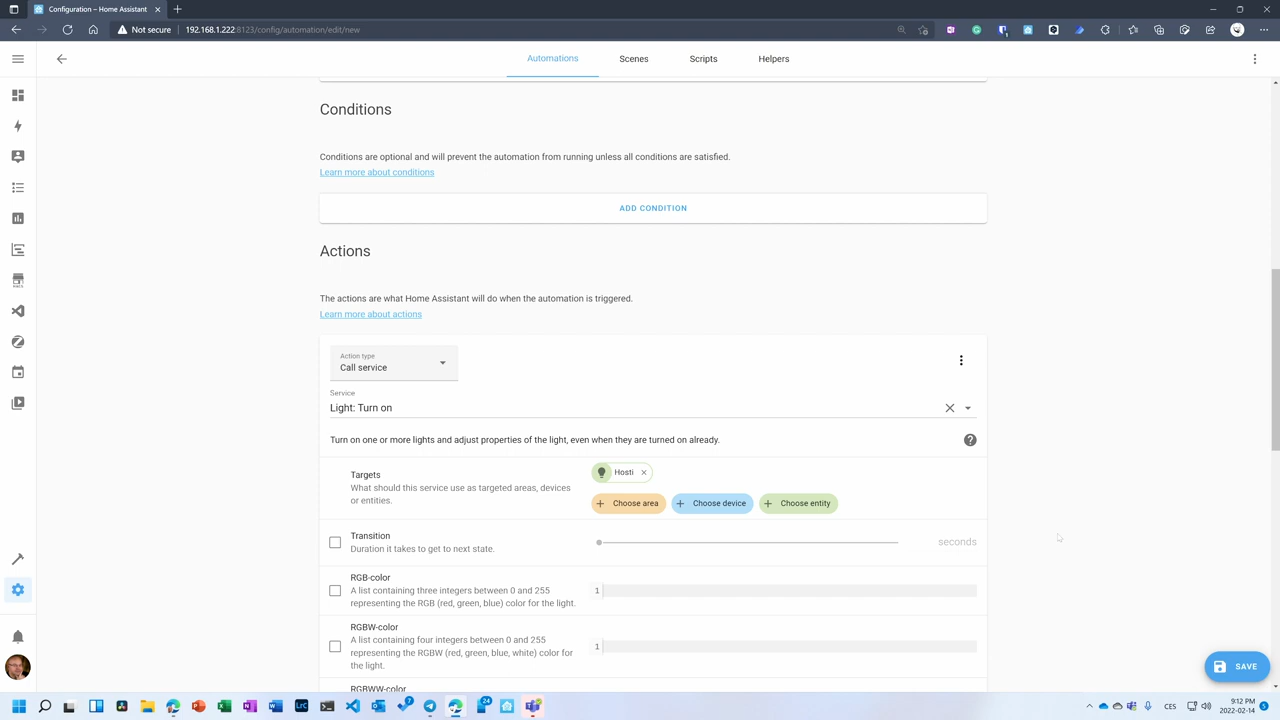 Configuration – Home Assistant
Not secure
192.168.1.222:8123/config/automation/edit/new
Automations
Scenes
Scripts
Helpers
Conditions
Conditions are optional and will prevent the automation from running unless all conditions are satisfied.
Learn more about conditions
ADD CONDITION
Actions
The actions are what Home Assistant will do when the automation is triggered.
Learn more about actions
Action type
Call service
Service
Light: Turn on
Turn on one or more lights and adjust properties of the light, even when they are turned on already.
Targets
What should this service use as targeted areas, devices
or entities.
Hosti
Choose area
Choose device
Choose entity
Transition
Duration it takes to get to next state.
seconds
RGB-color
A list containing three integers between 0 and 255
representing the RGB (red, green, blue) color for the light.
1
RGBW-color
A list containing four integers between 0 and 255
representing the RGBW (red, green, blue, white) color for
the light.
1
RGBWW-color
SAVE
HACS
LrC
24
CES
9:12 PM
2022-02-14